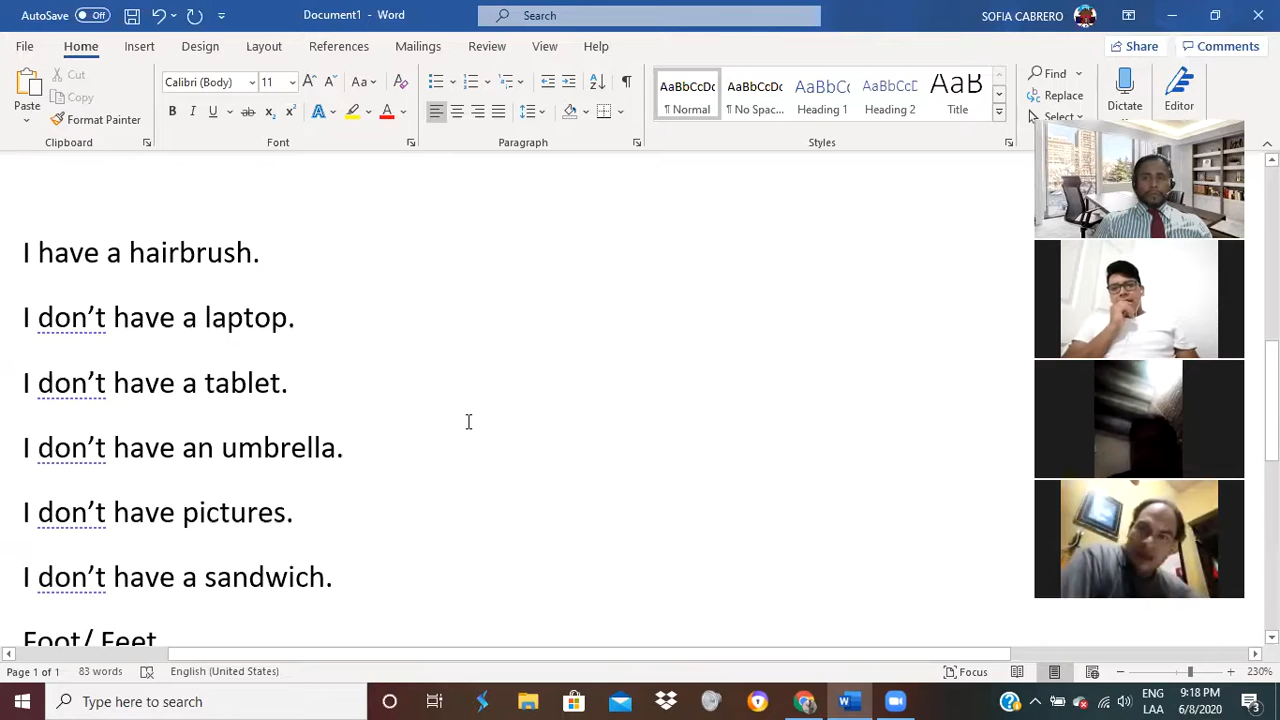 AutoSave Off Document1 - Word Search SOFIA CABRERO
File Home Insert Design Layout References Mailings Review View Help Share Comments
Paste Cut Copy Format Painter
Calibri (Body) 11
AaBbCcDc AaBbCcDc AaBbCc AaBbCcD AaB
¶ Normal ¶ No Spac... Heading 1 Heading 2 Title
Find Replace Select Dictate Editor
Clipboard Font Paragraph Styles
I have a hairbrush.
I don’t have a laptop.
I don’t have a tablet.
I don’t have an umbrella.
I don’t have pictures.
I don’t have a sandwich.
Foot/ Feet
Page 1 of 1 83 words English (United States) Focus 230%
Type here to search ENG 9:18 PM
LAA 6/8/2020 3